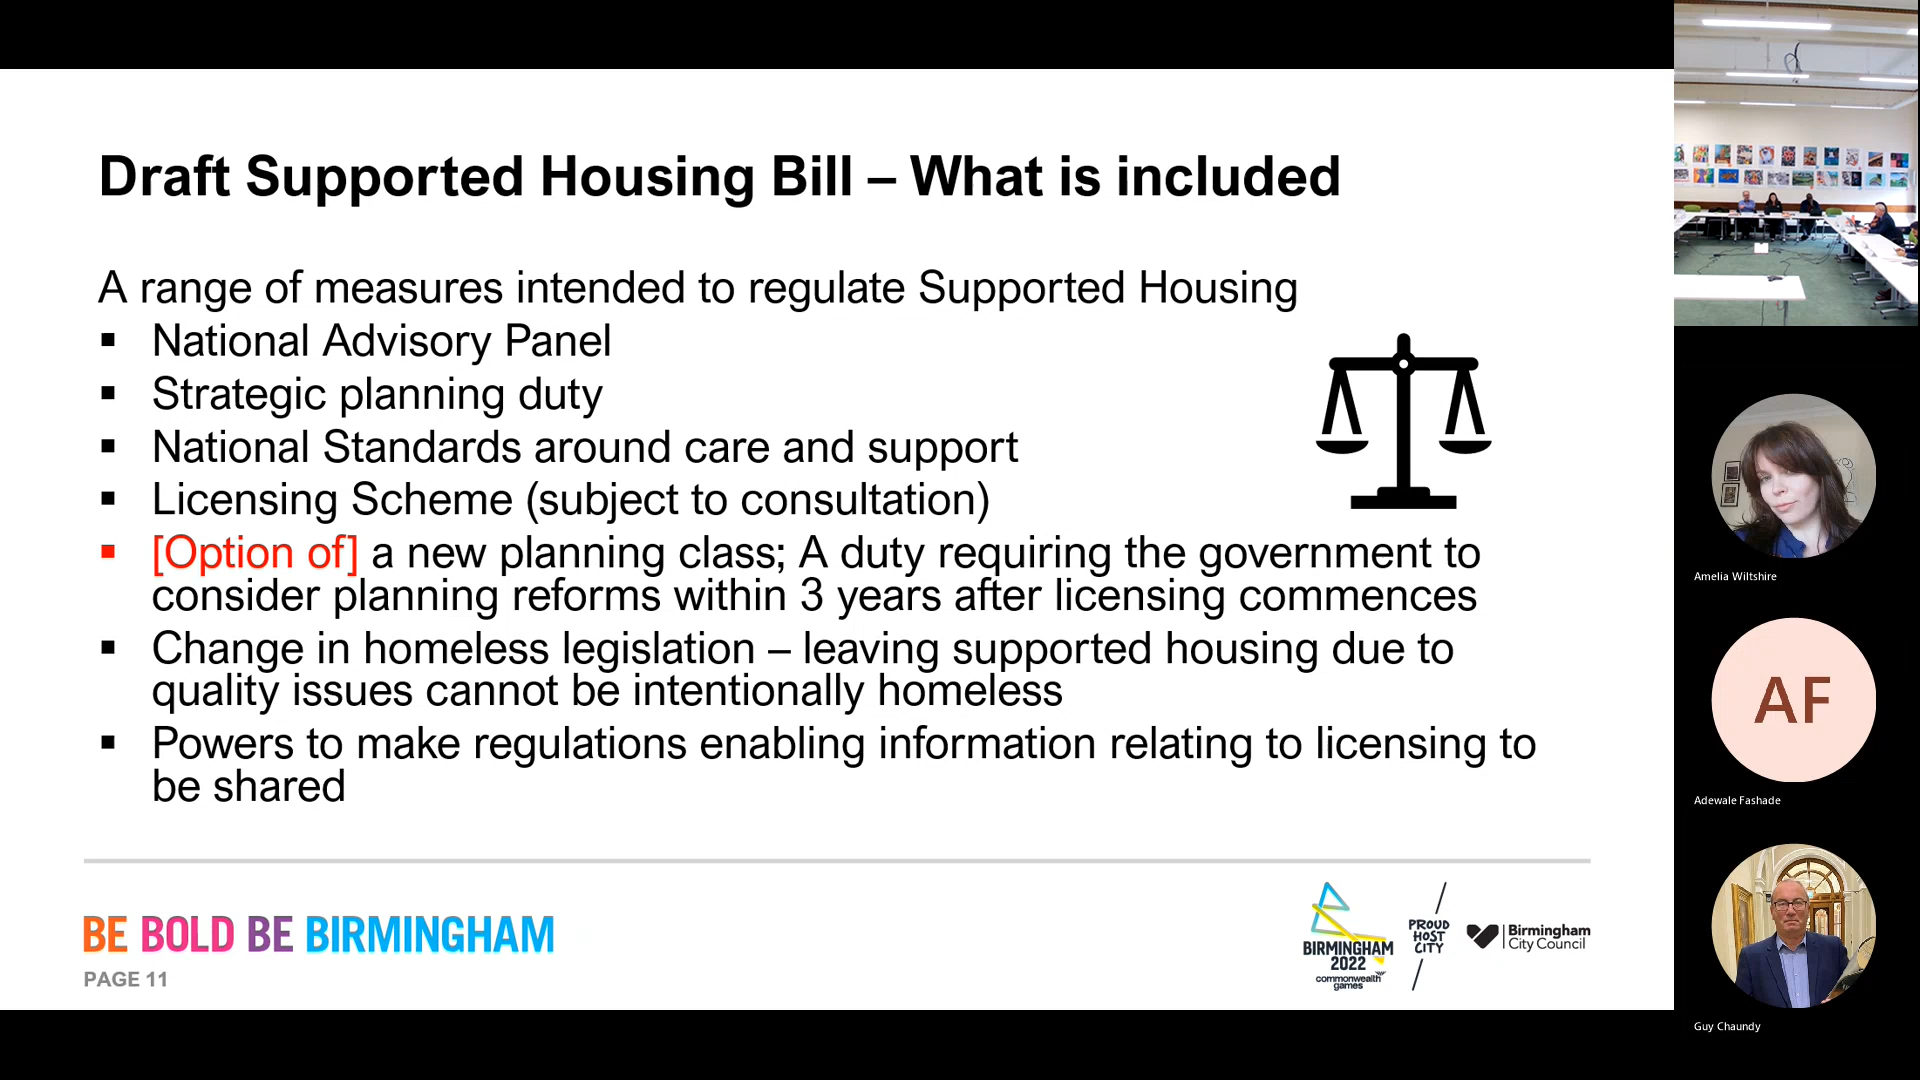 Draft Supported Housing Bill – What is included
A range of measures intended to regulate Supported Housing
▪ National Advisory Panel
▪ Strategic planning duty
▪ National Standards around care and support
▪ Licensing Scheme (subject to consultation)
▪ [Option of] a new planning class; A duty requiring the government to
consider planning reforms within 3 years after licensing commences
▪ Change in homeless legislation – leaving supported housing due to
quality issues cannot be intentionally homeless
▪ Powers to make regulations enabling information relating to licensing to
be shared
BE BOLD BE BIRMINGHAM
PAGE 11
BIRMINGHAM
2022
commonwealth
games
PROUD
HOST
CITY
Birmingham
City Council
Amelia Wiltshire
AF
Adewale Fashade
Guy Chaundy